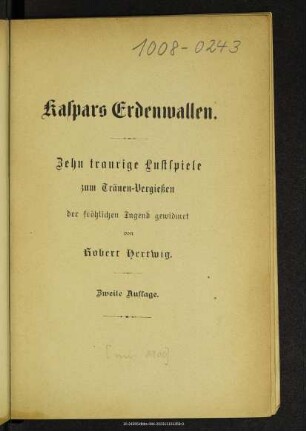 1008-0243
Kaspars Erdenwallen.
Zehn traurige Lustspiele
zum Tränen-Vergießen
der fröhlichen Jugend gewidmet
von
Robert Herrwig.
Zweite Auflage.